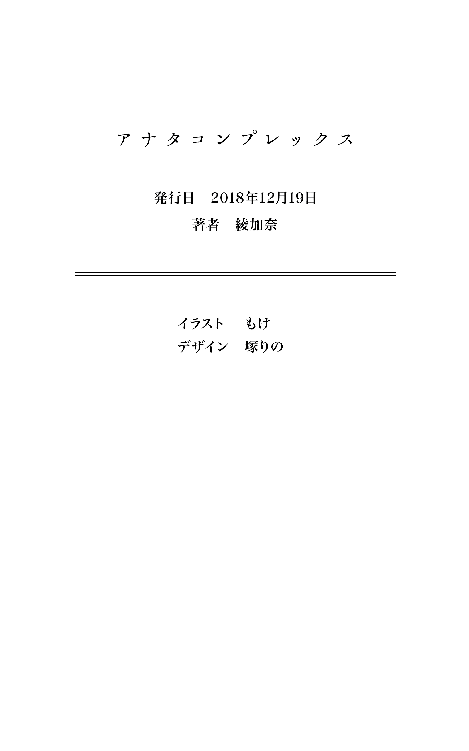 アナタコンプレックス
発行日　2018年12月19日
著者　綾加奈
イラスト　もけ
デザイン　塚りの